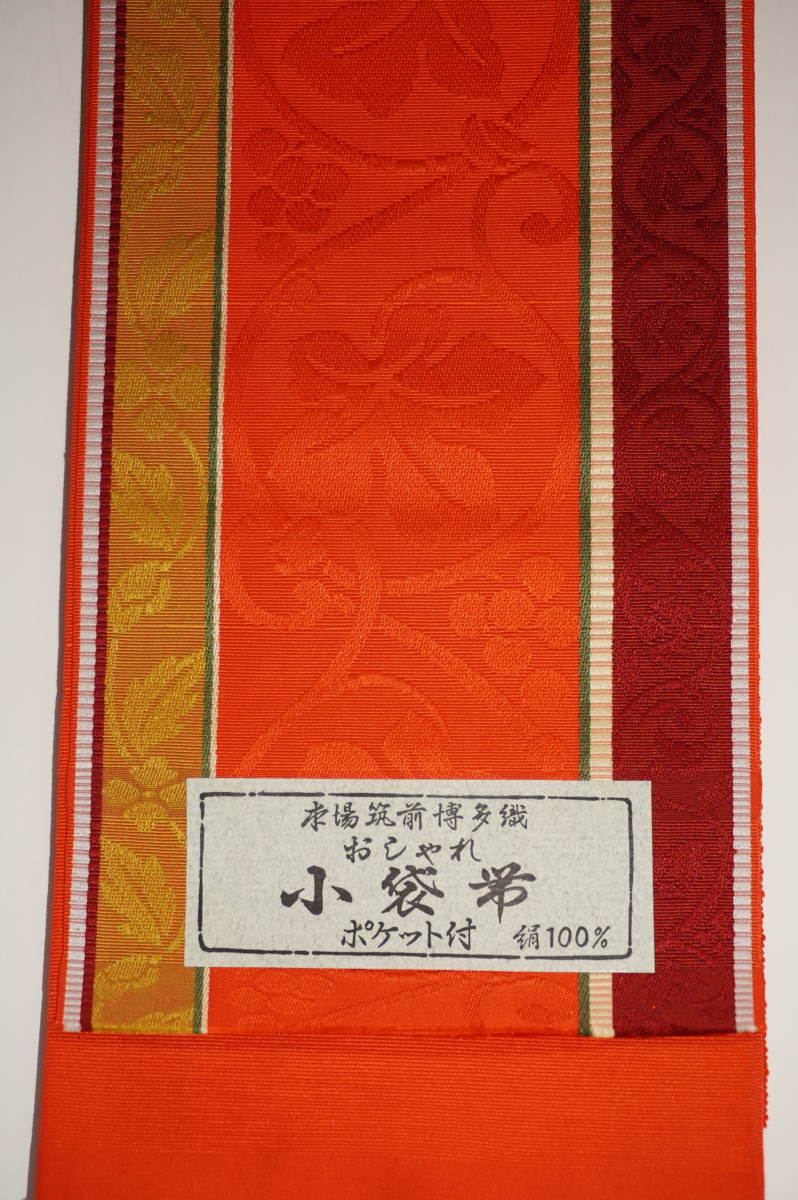 本場筑前博多織
おしゃれ
小袋帯
ポケット付 絹100%